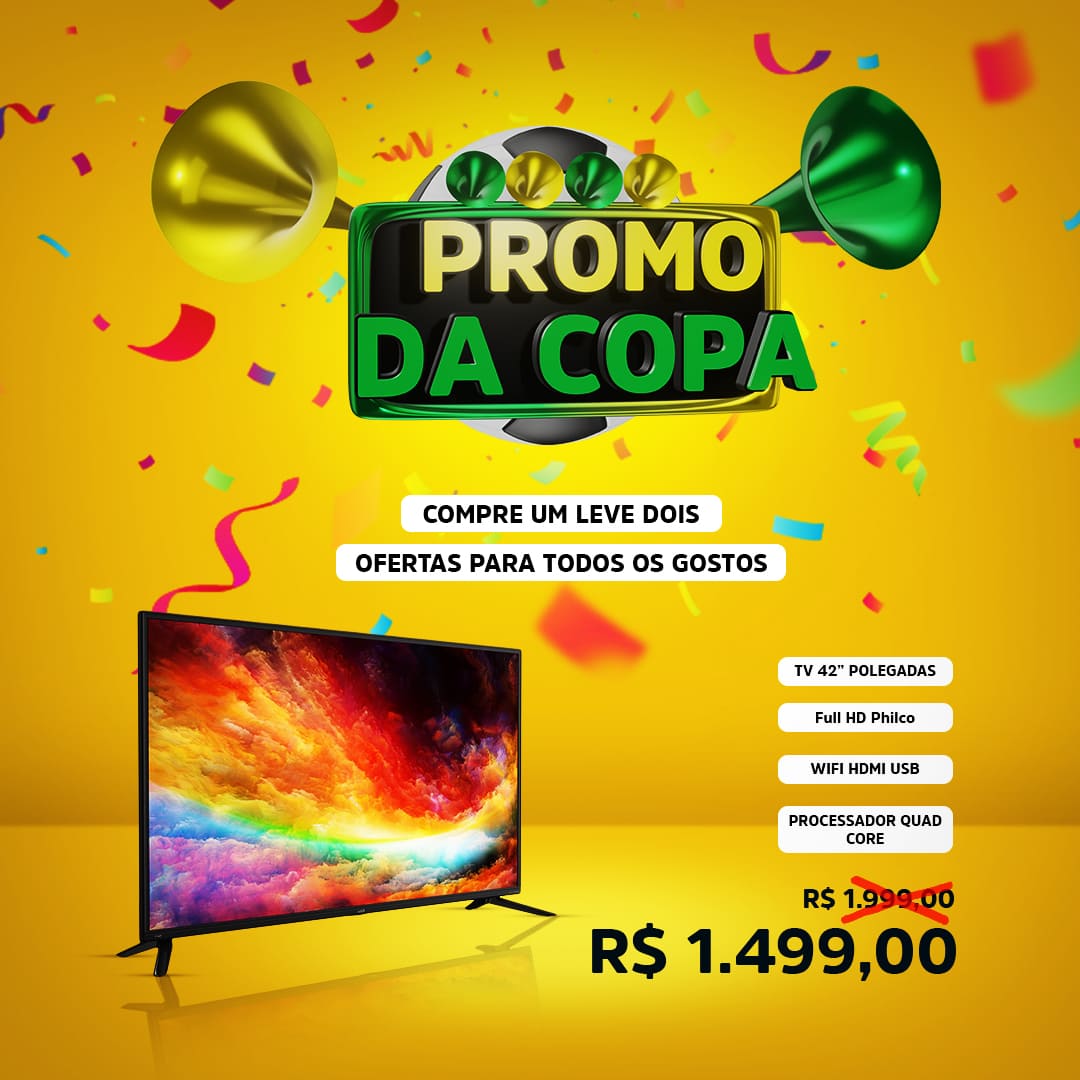 PROMO
DA COPA
COMPRE UM LEVE DOIS
OFERTAS PARA TODOS OS GOSTOS
TV 42” POLEGADAS
Full HD Philco
WIFI HDMI USB
PROCESSADOR QUAD
CORE
R$ 1.999,00
R$ 1.499,00